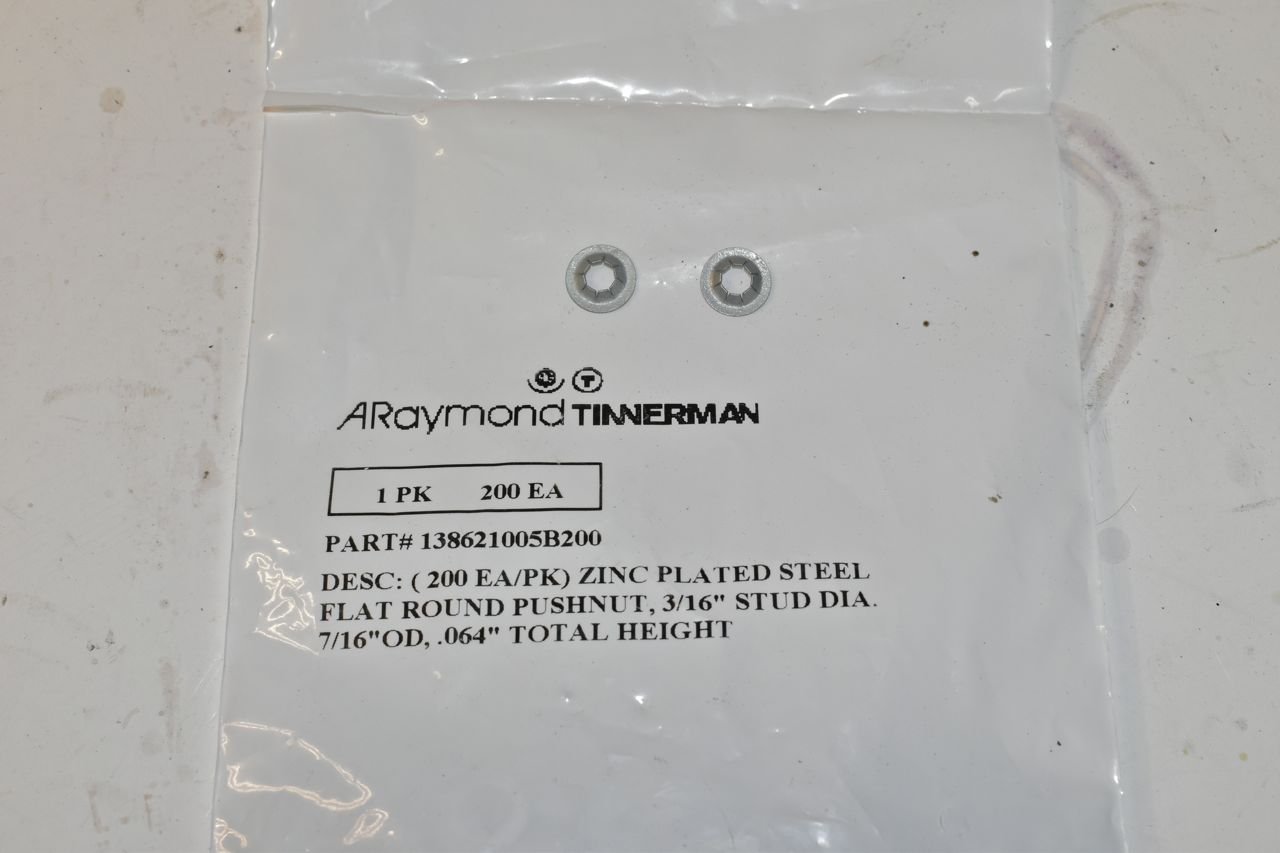 ARaymond TINNERMAN
1 PK 200 EA
PART# 138621005B200
DESC: ( 200 EA/PK) ZINC PLATED STEEL
FLAT ROUND PUSHNUT, 3/16" STUD DIA.
7/16"OD, .064" TOTAL HEIGHT